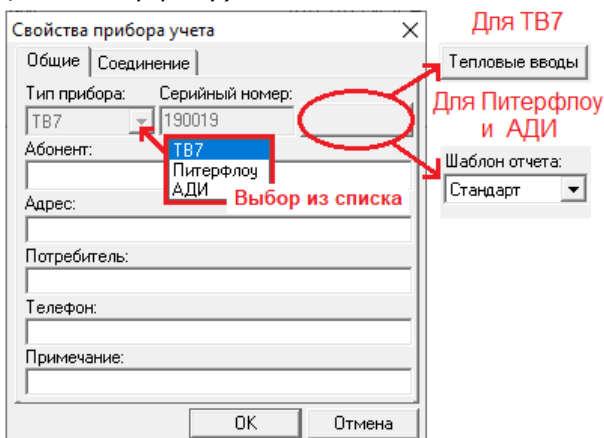 Свойства прибора учета
Для ТВ7
Общие
Соединение
Тепловые вводы
Тип прибора:
Серийный номер:
ТВ7
190019
Для Питерфлоу
и АДИ
Абонент:
ТВ7
Питерфлоу
АДИ
Выбор из списка
Шаблон отчета:
Стандарт
Адрес:
Потребитель:
Телефон:
Примечание:
OK
Отмена